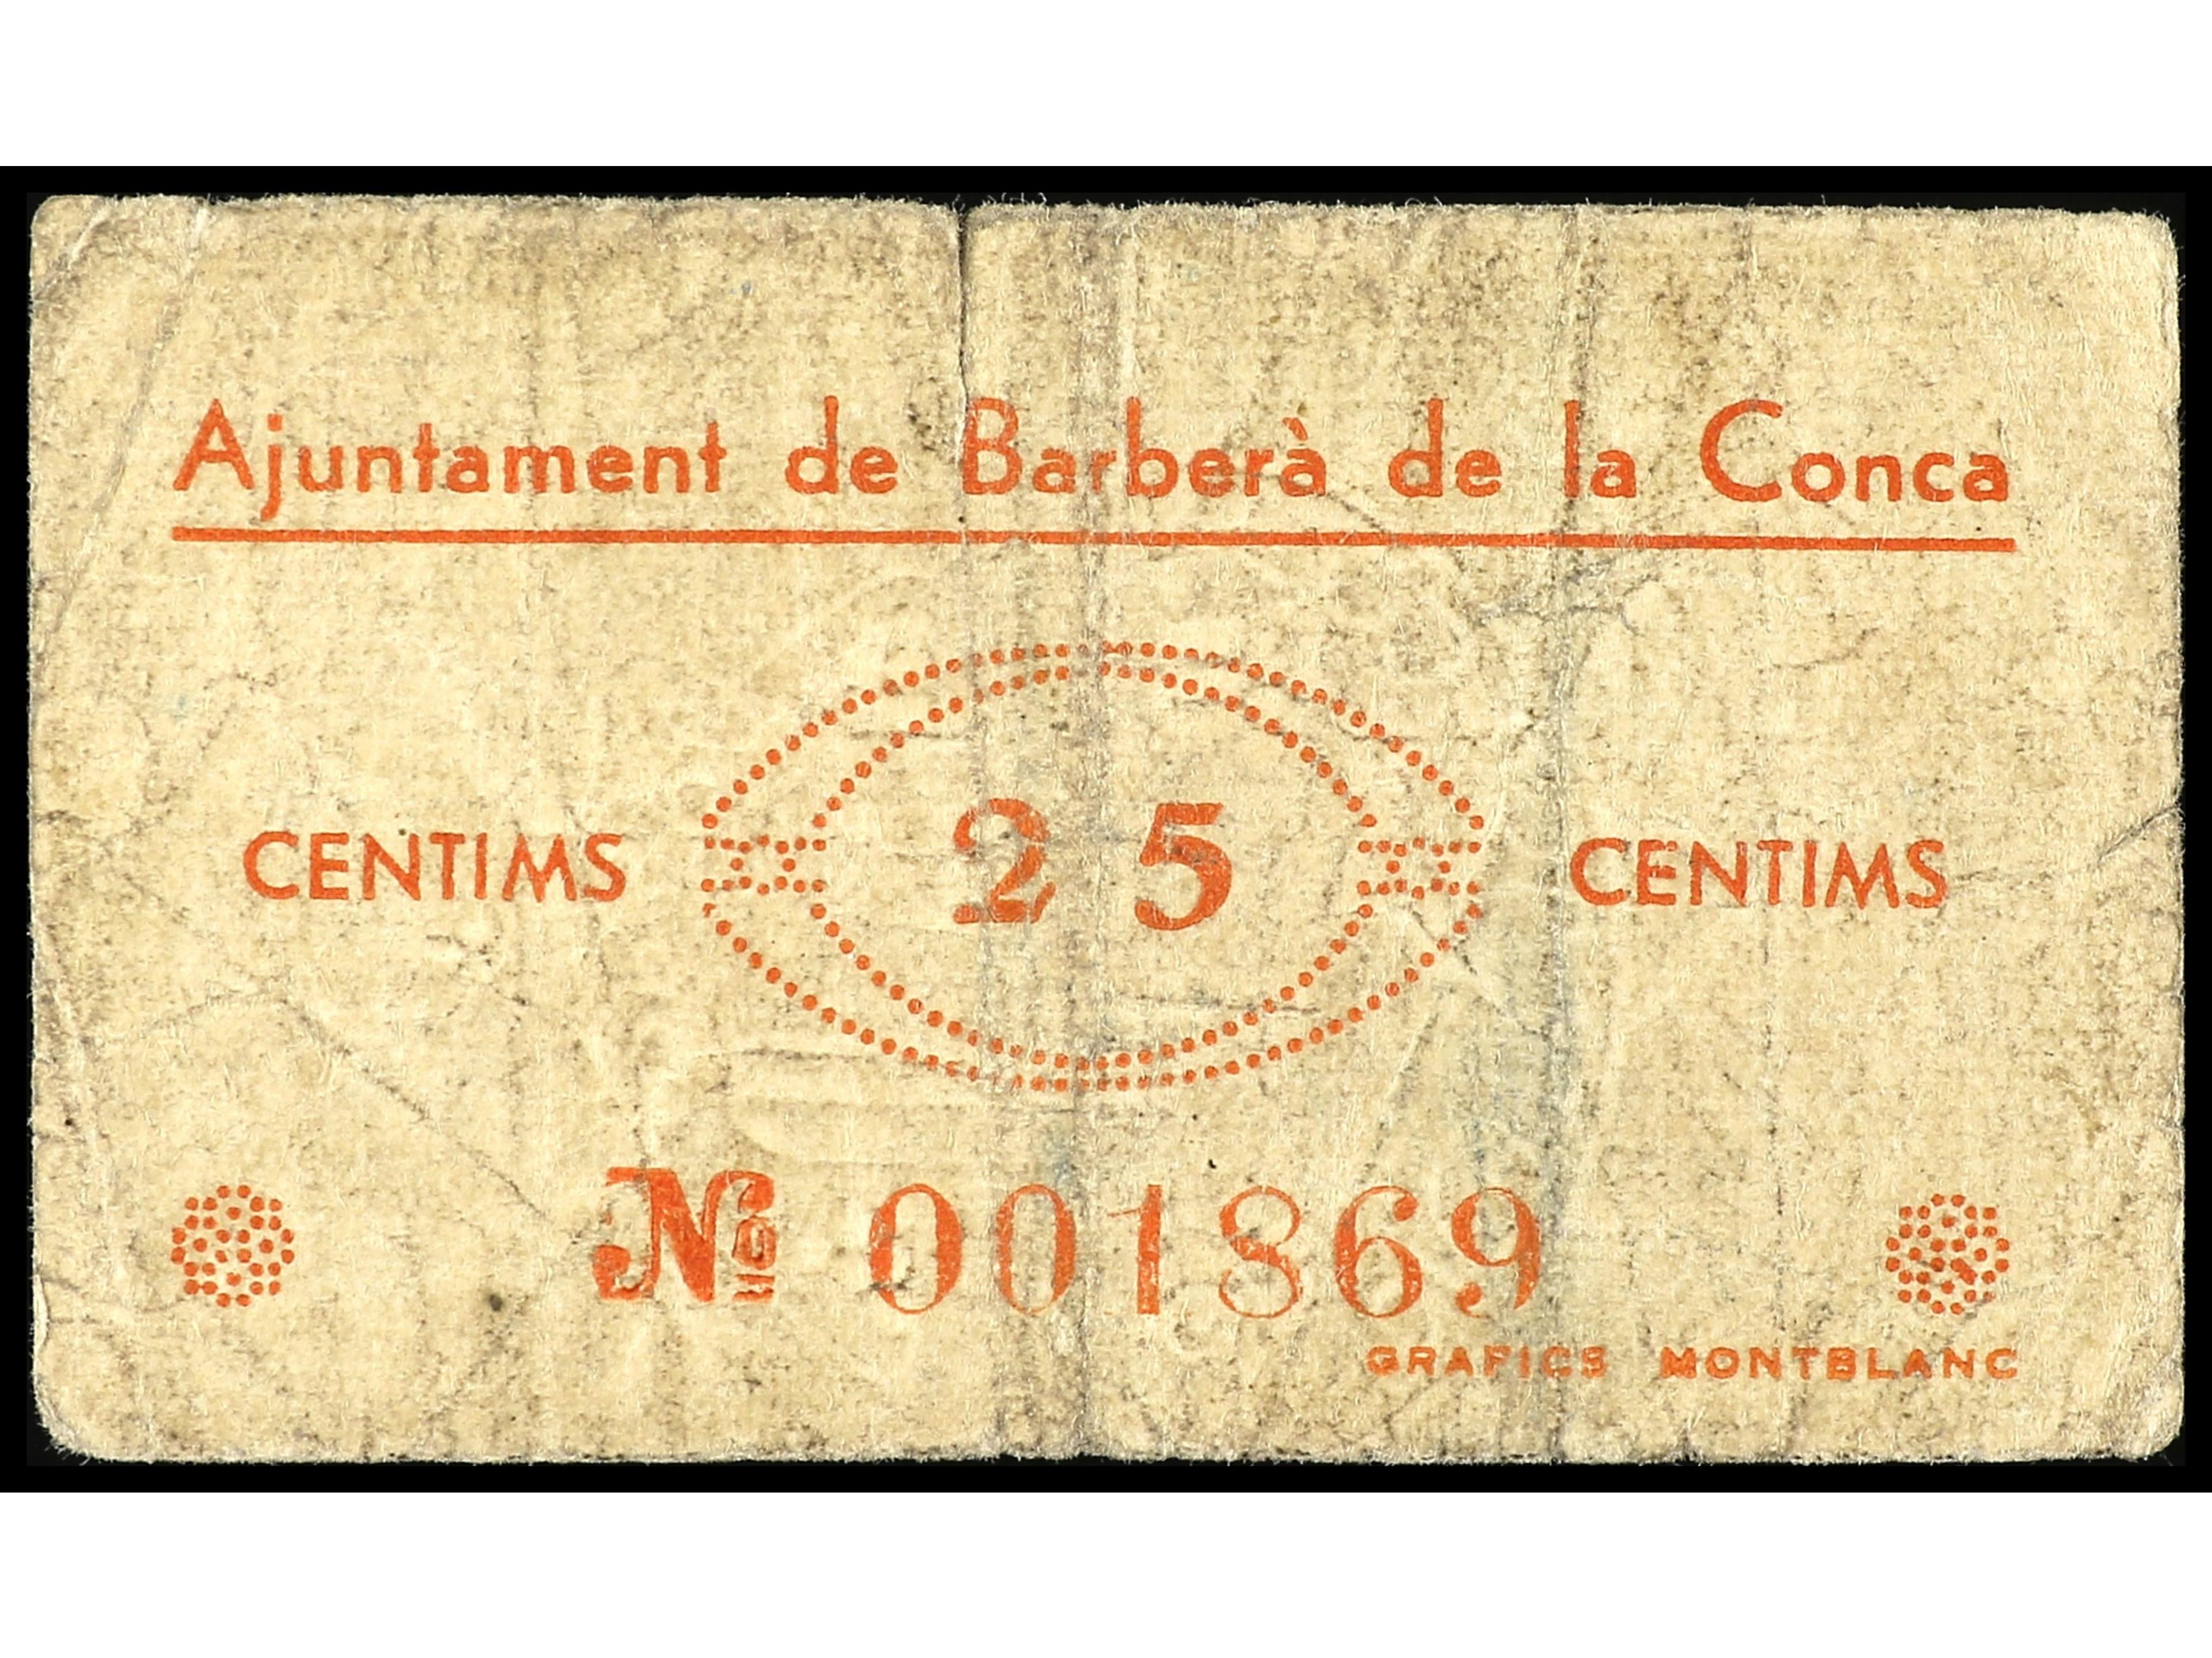 Ajuntament de Barberà de la Conca
CENTIMS 25 CENTIMS
Nº 001869
GRAFICS MONTBLANC